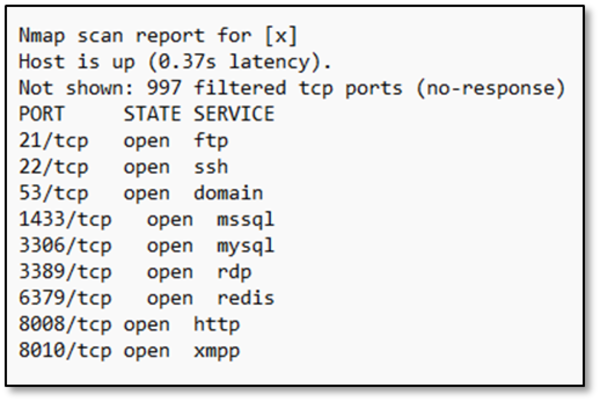 Nmap scan report for [x]
Host is up (0.37s latency).
Not shown: 997 filtered tcp ports (no-response)
PORT     STATE SERVICE
21/tcp   open  ftp
22/tcp   open  ssh
53/tcp   open  domain
1433/tcp   open  mssql
3306/tcp   open  mysql
3389/tcp   open  rdp
6379/tcp   open  redis
8008/tcp open  http
8010/tcp open  xmpp